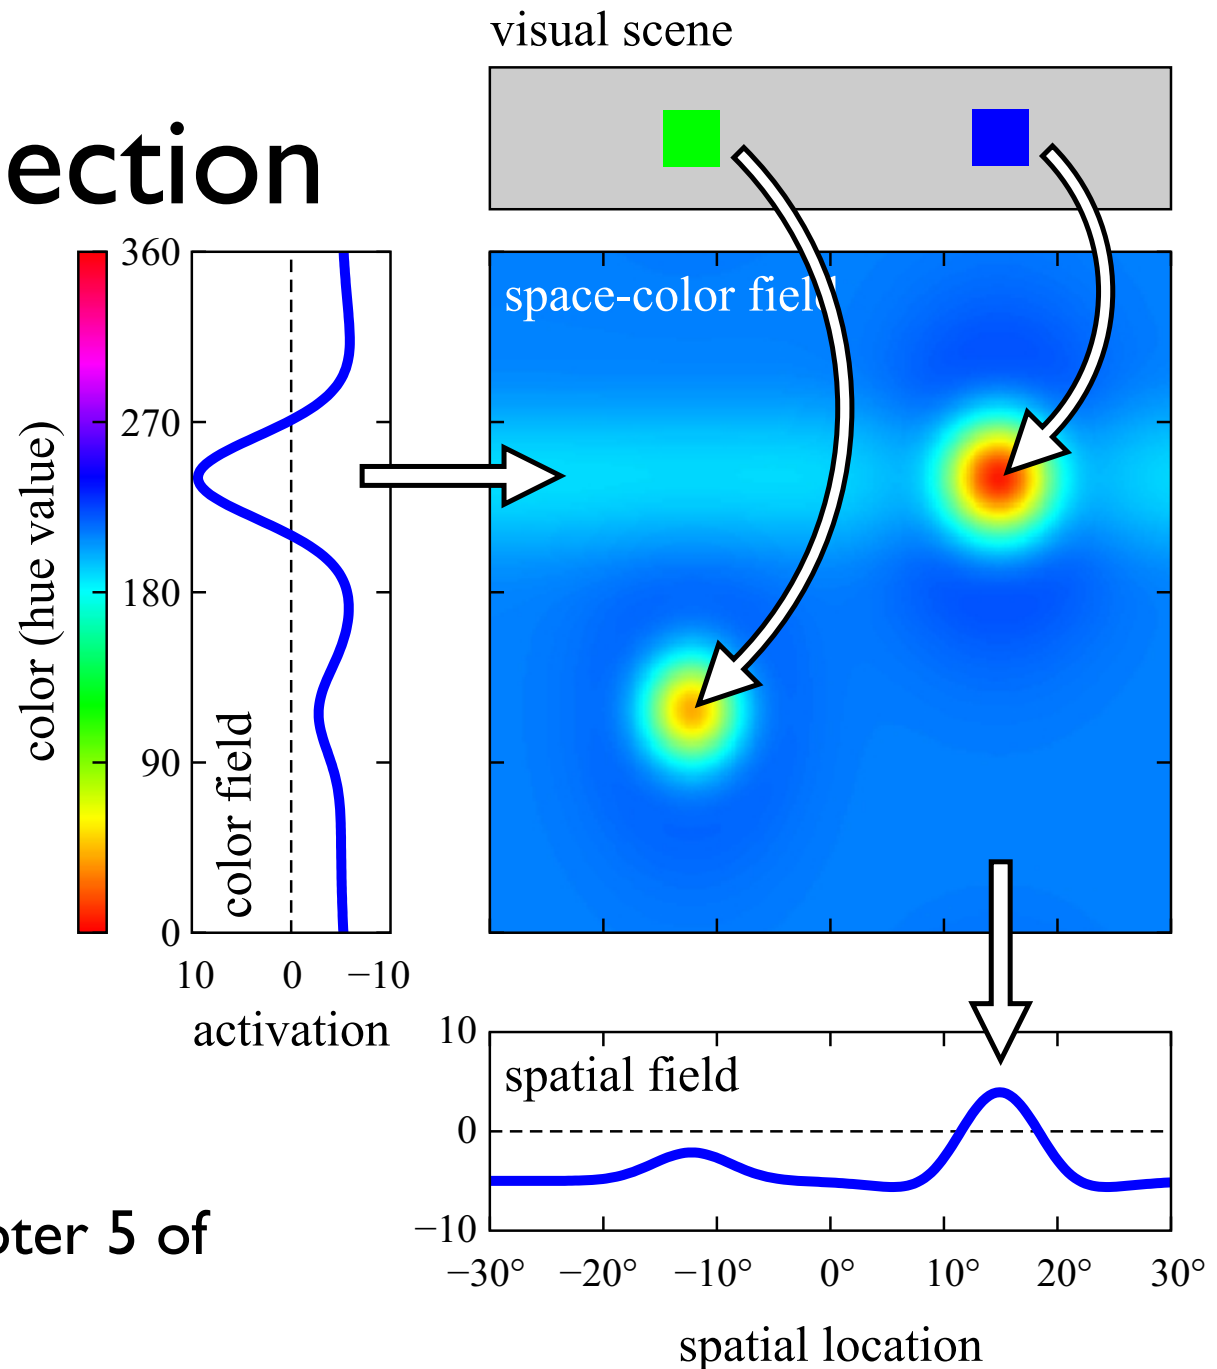 visual scene
ection
space-color field
360
270
180
90
0
color (hue value)
color field
10 0 −10
activation
10
0
−10
spatial field
−30° −20° −10° 0° 10° 20° 30°
spatial location
pter 5 of